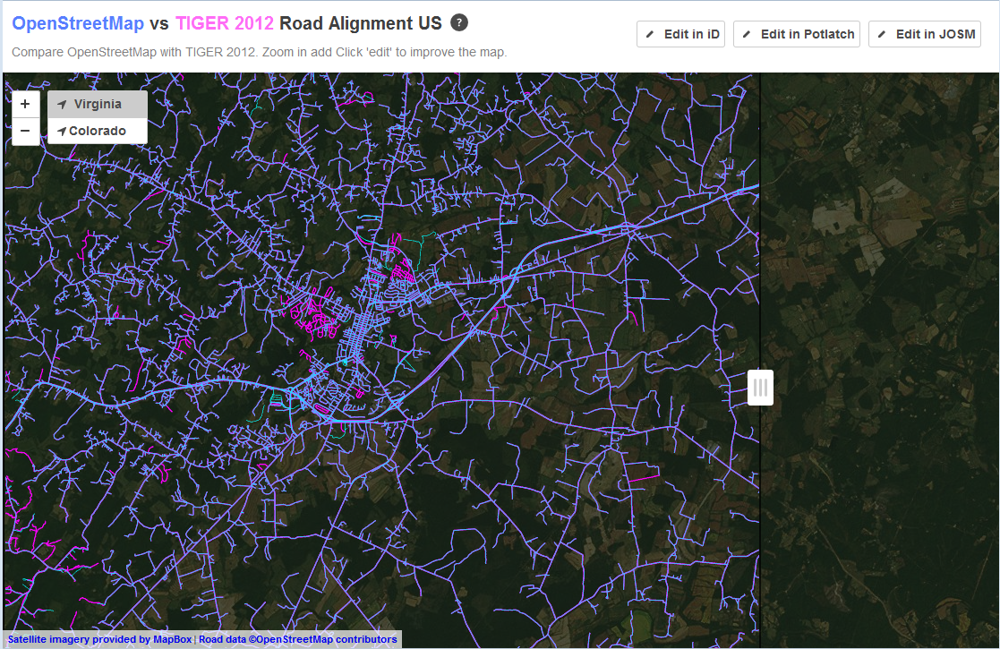 OpenStreetMap vs TIGER 2012 Road Alignment US ?
Compare OpenStreetMap with TIGER 2012. Zoom in add Click 'edit' to improve the map.
Edit in iD
Edit in Potlatch
Edit in JOSM
+
−
Virginia
Colorado
Satellite imagery provided by MapBox | Road data ©OpenStreetMap contributors